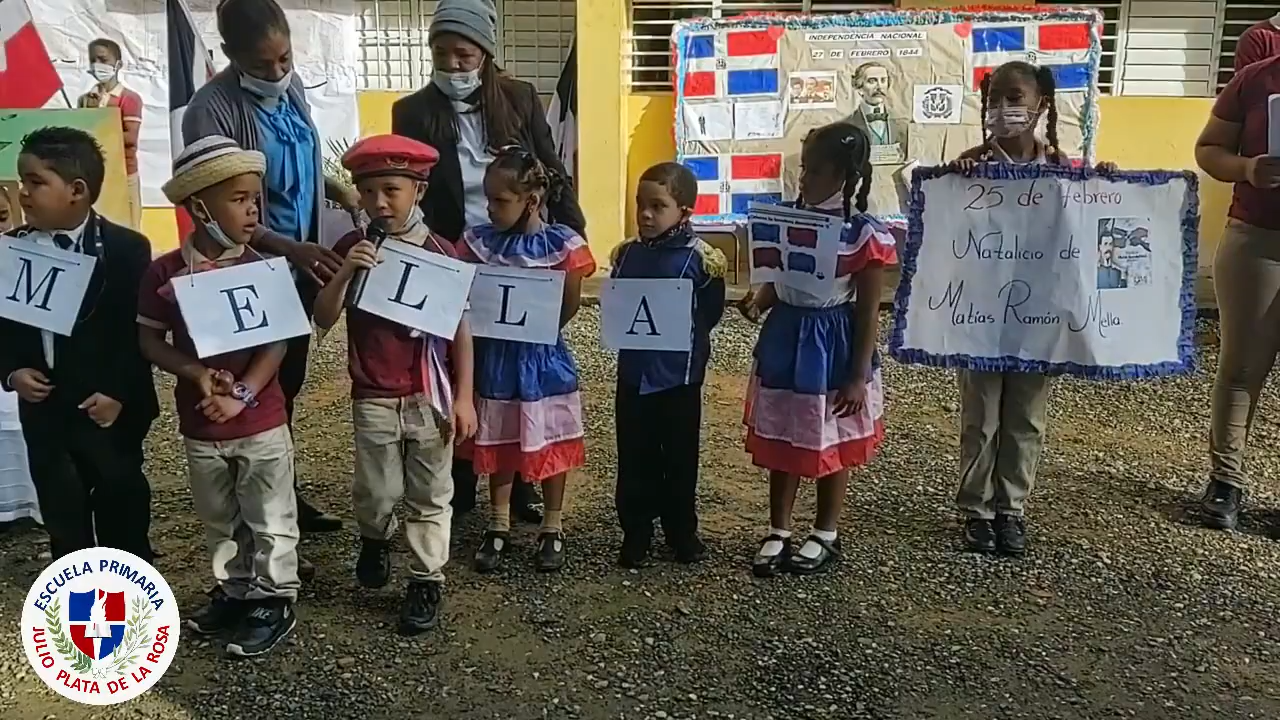 INDEPENDENCIA NACIONAL
27 DE FEBRERO 1844
M E L L A
25 de febrero
Natalicio de
Matías Ramón Mella.
ESCUELA PRIMARIA
JULIO PLATA DE LA ROSA